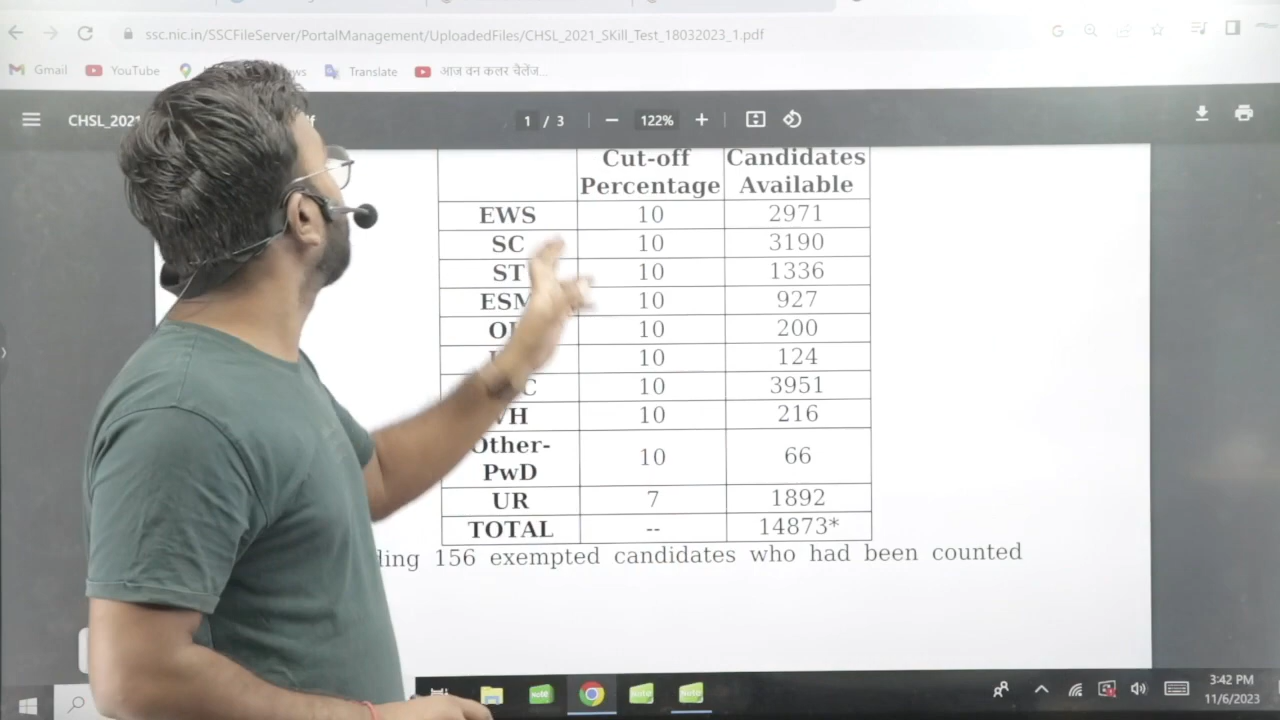 ssc.nic.in/SSCFileServer/PortalManagement/UploadedFiles/CHSL_2021_SKill_Test_18032023_1.pdf
Gmail YouTube Translate आज वन कलर चैलेंज...
CHSL_2021 1 / 3 122%
Cut-off Percentage Candidates Available
EWS 10 2971
SC 10 3190
ST 10 1336
ESM 10 927
10 200
10 124
10 3951
VH 10 216
Other-PwD 10 66
UR 7 1892
TOTAL -- 14873*
156 exempted candidates who had been counted
3:42 PM
11/6/2023